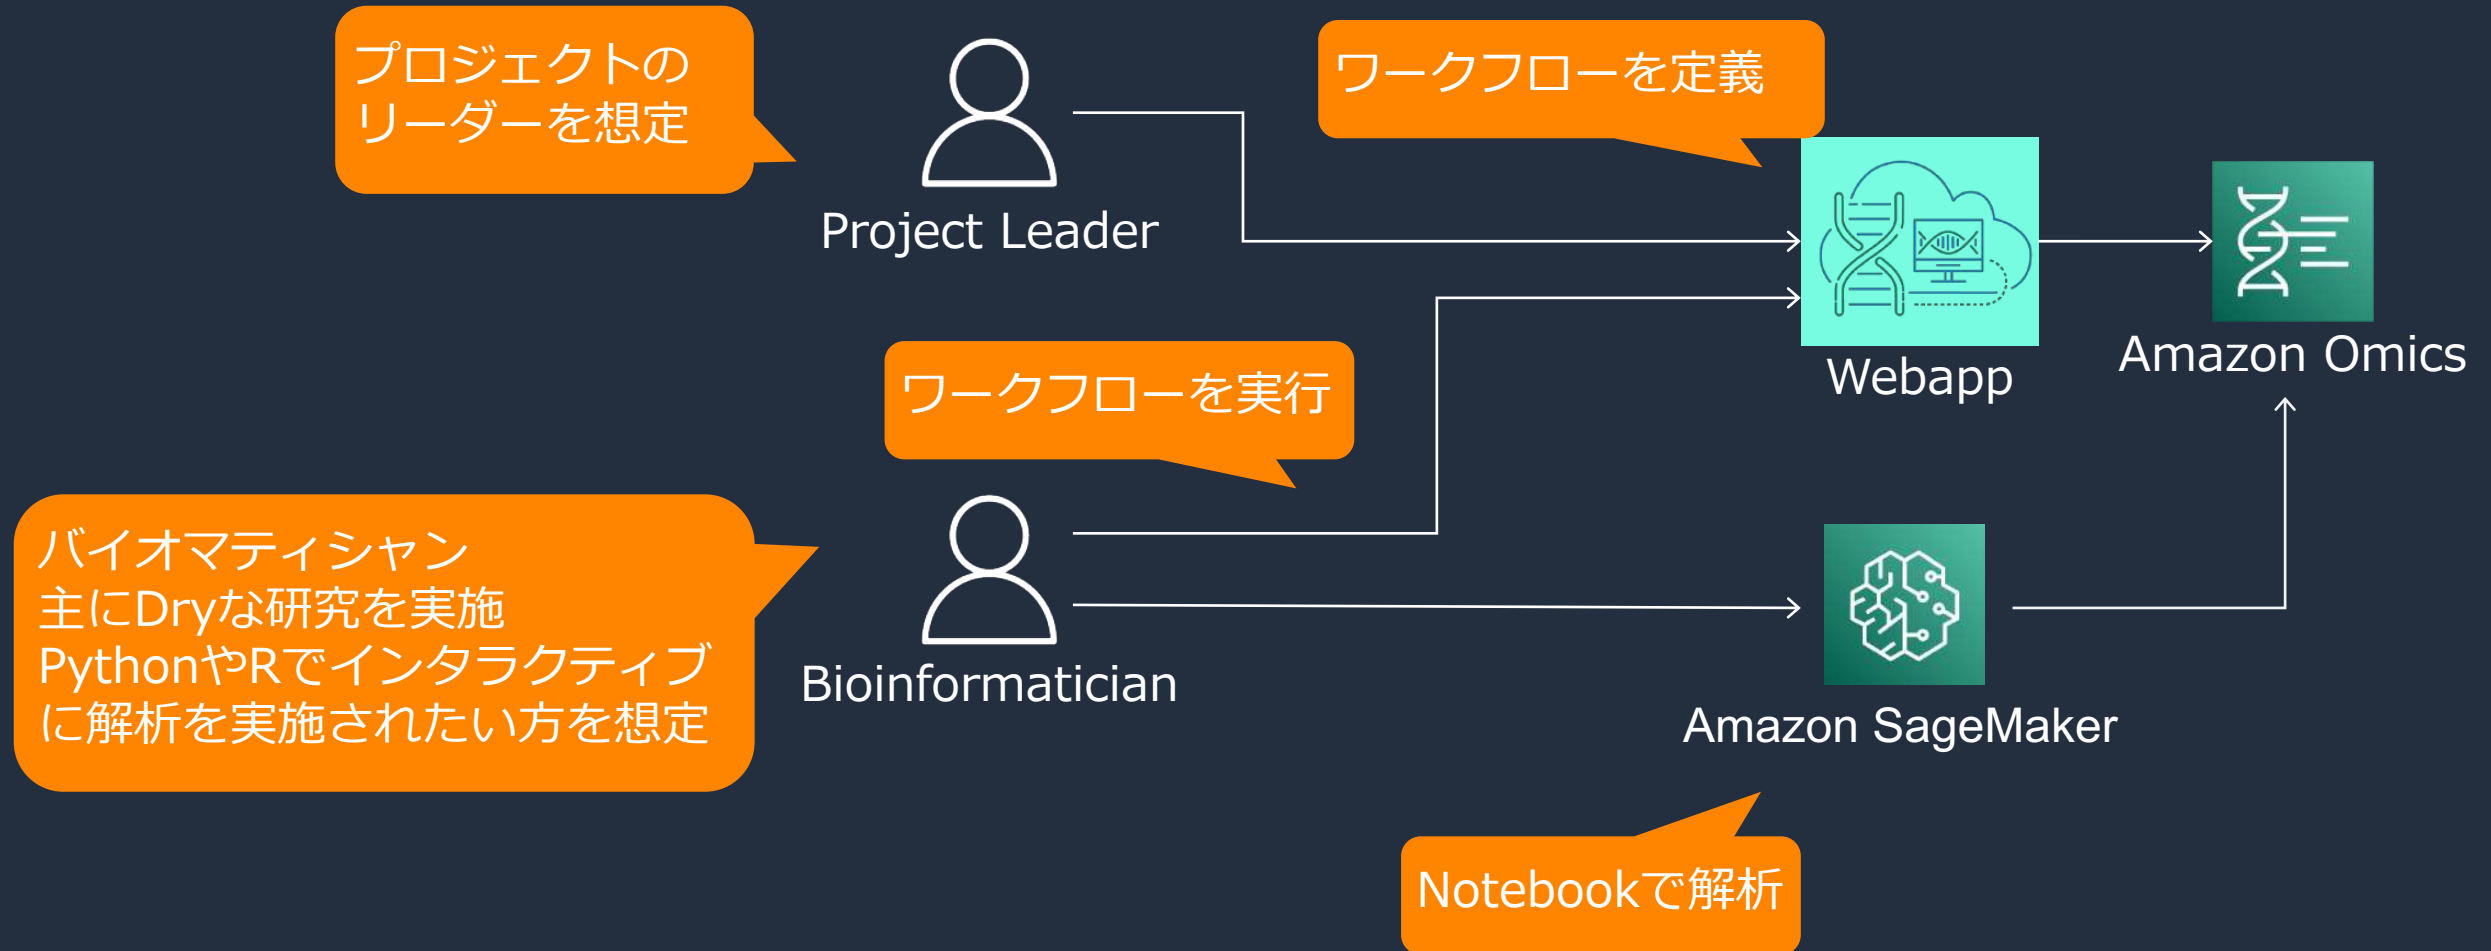 プロジェクトの
リーダーを想定
Project Leader
ワークフローを定義
Webapp
Amazon Omics
ワークフローを実行
バイオマティシャン
主にDryな研究を実施
PythonやRでインタラクティブ
に解析を実施されたい方を想定
Bioinformatician
Amazon SageMaker
Notebookで解析